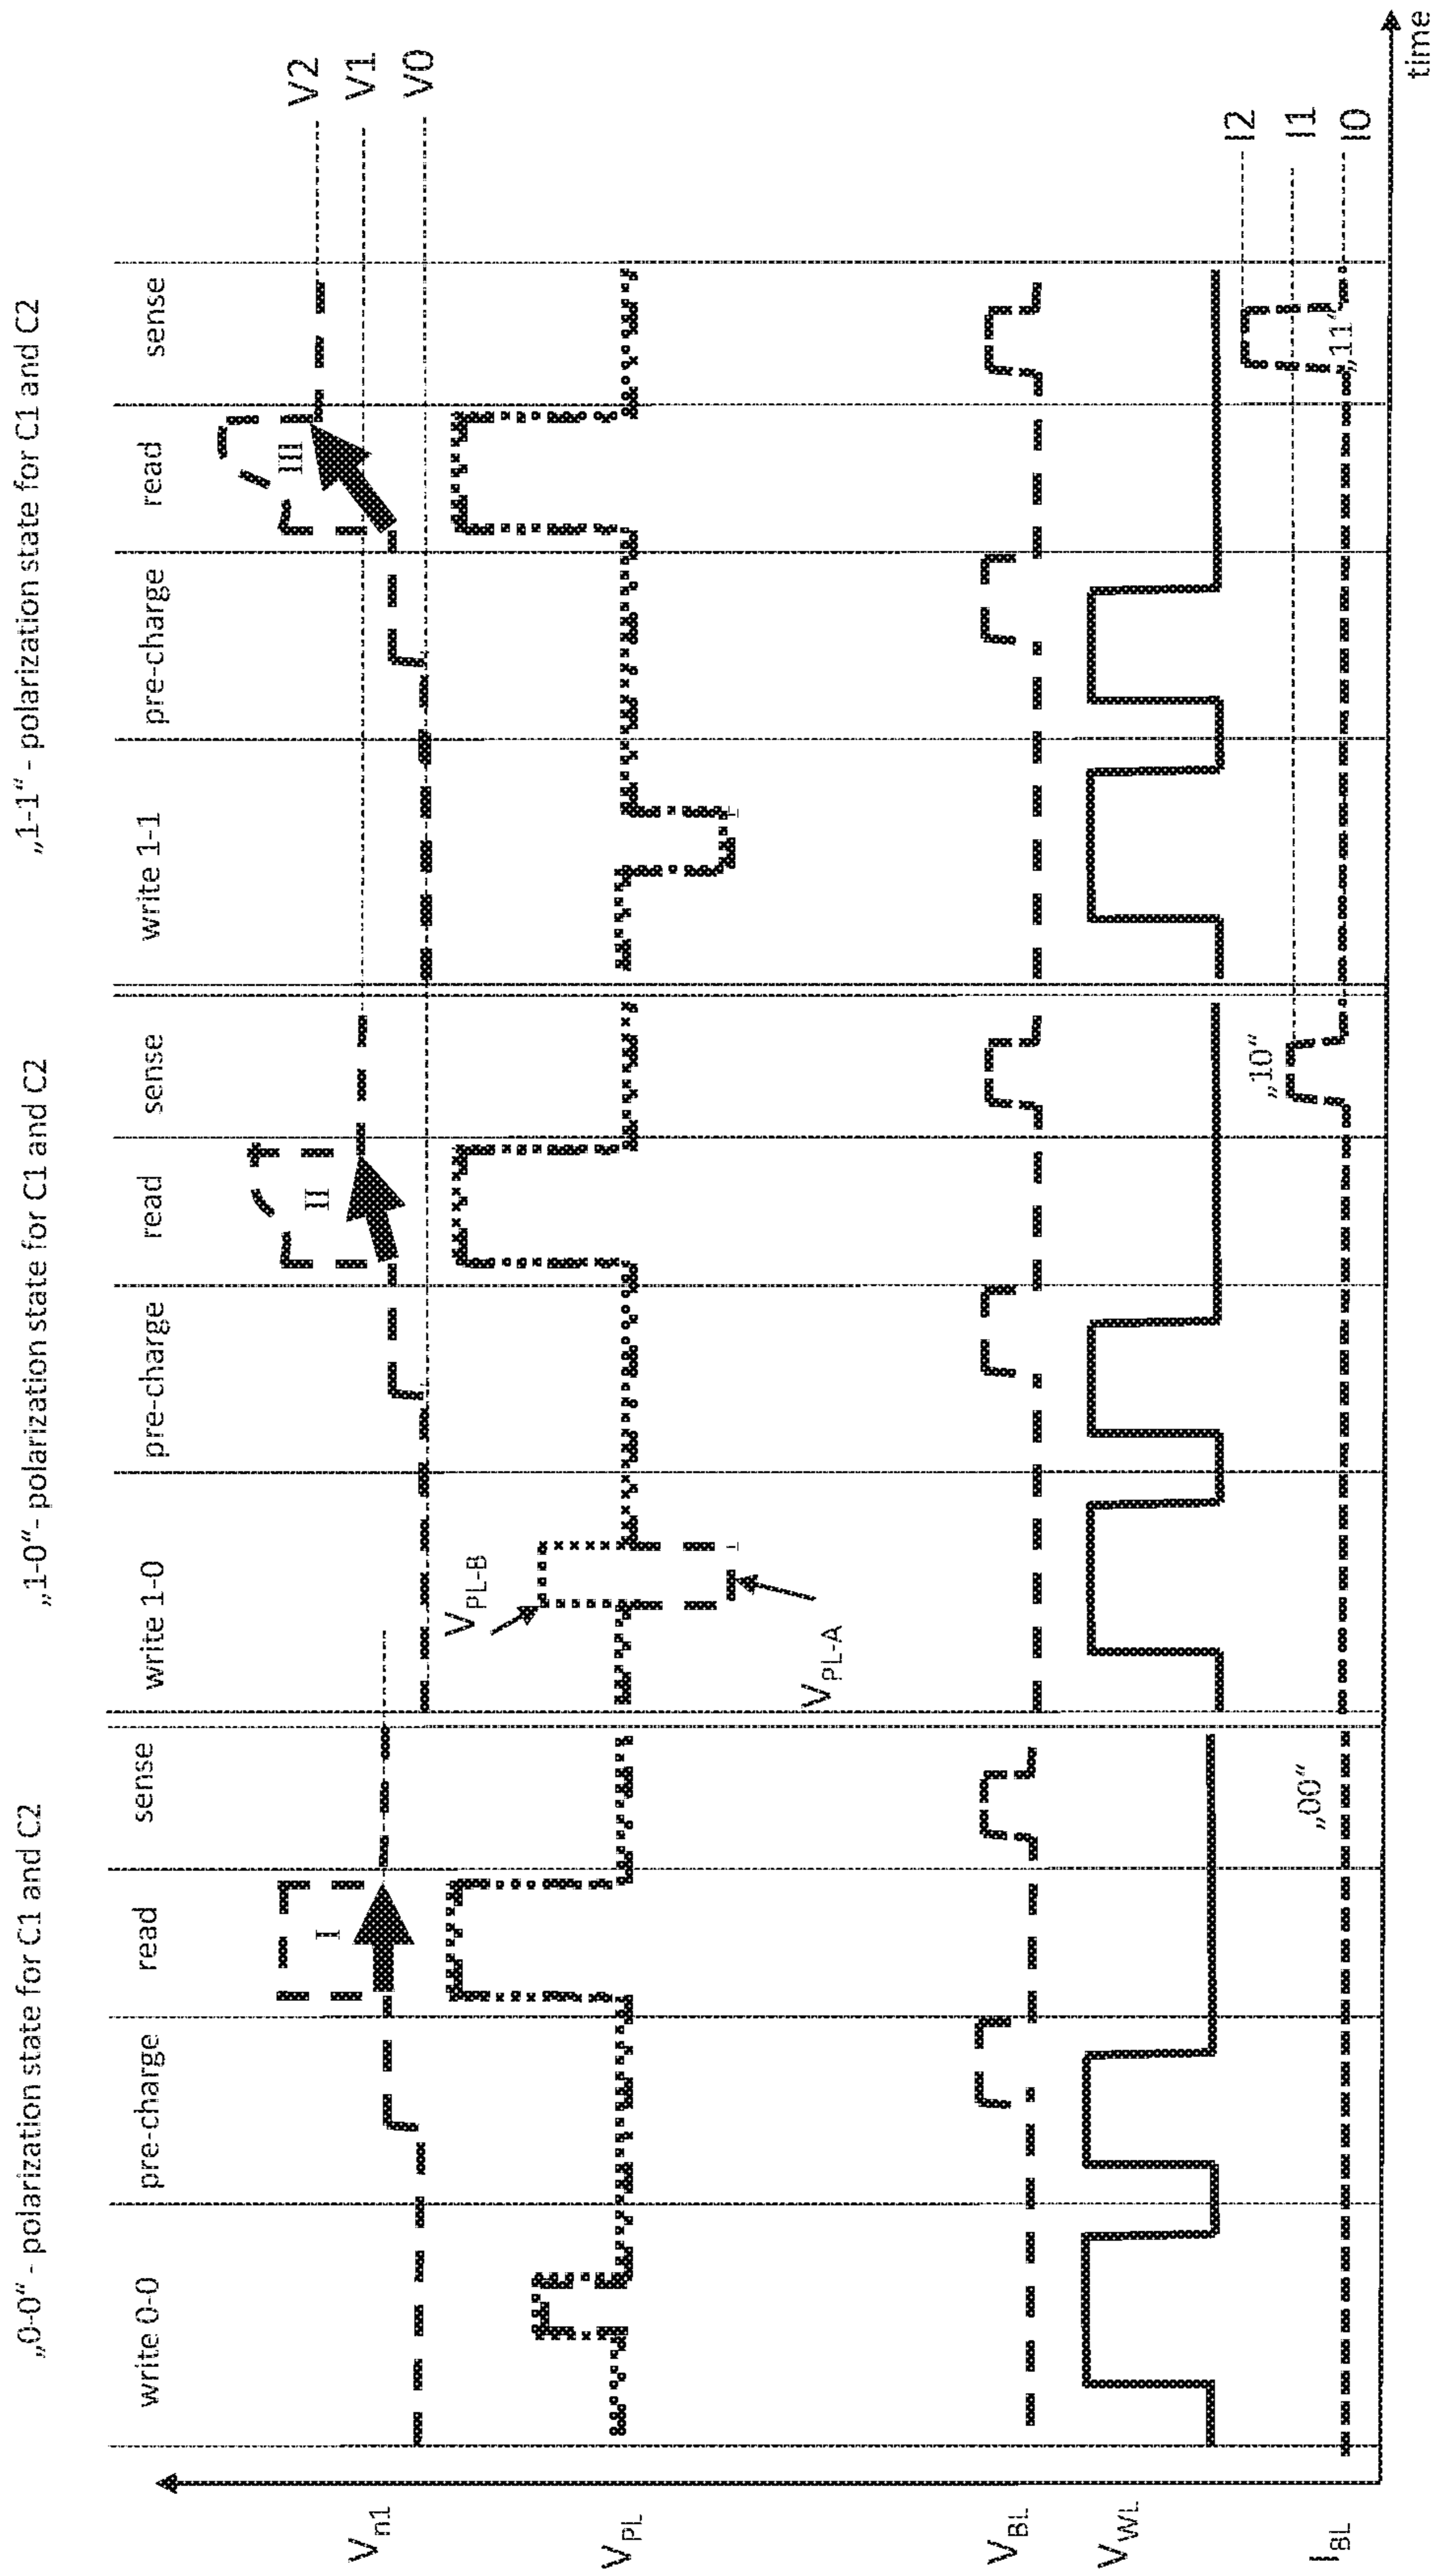 „0-0“ - polarization state for C1 and C2
„1-0“- polarization state for C1 and C2
„1-1“ - polarization state for C1 and C2
write 0-0
pre-charge
read
sense
write 1-0
pre-charge
read
sense
write 1-1
pre-charge
read
sense
V2
V1
V0
I
II
III
Vn1
VPL
VPL-B
VPL-A
VBL
VWL
IBL
„00“
„10“
„11“
I2
I1
I0
time